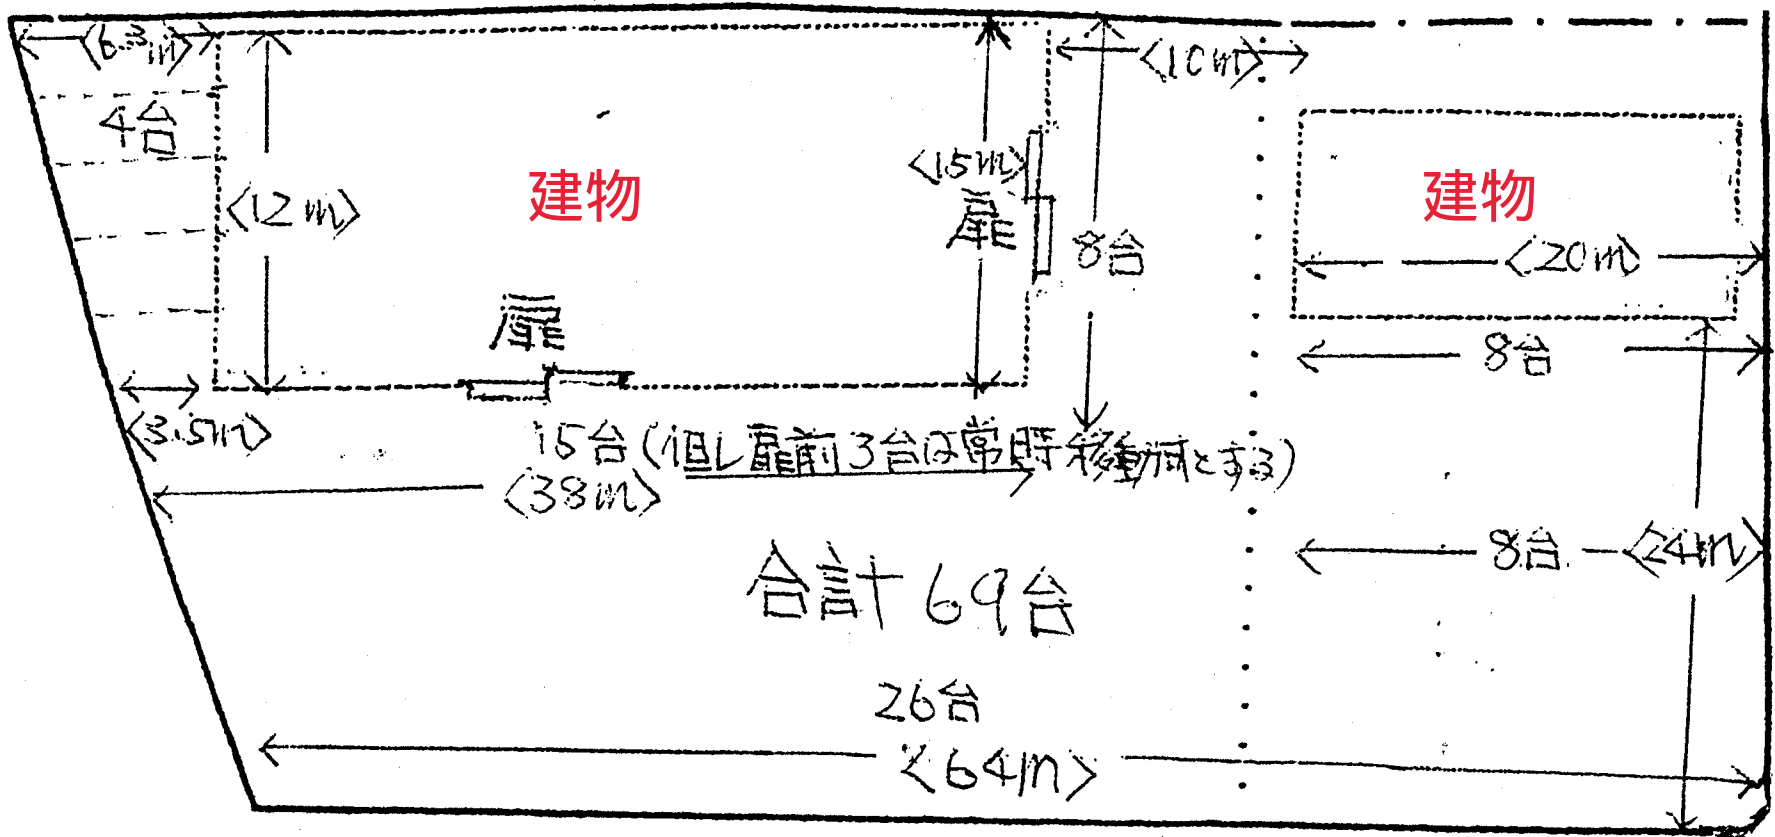 <6.3m>
<10m>
4台
<15m>
建物
建物
<12m>
扉
8台
<20m>
扉
8台
<3.5m>
15台(但し扉前3台は常時移動可とする)
<38m>
8台
<24m>
合計69台
26台
<64m>